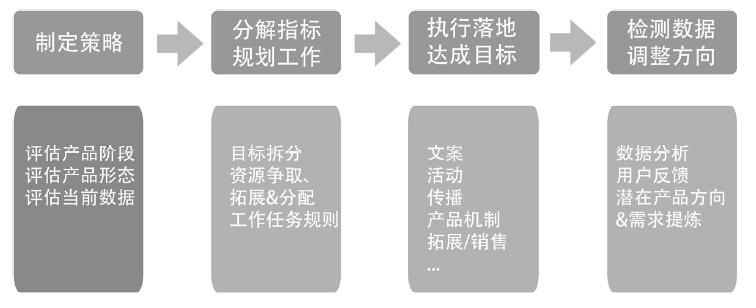 制定策略
分解指标
规划工作
执行落地
达成目标
检测数据
调整方向
评估产品阶段
评估产品形态
评估当前数据
目标拆分
资源争取、
拓展&分配
工作任务规则
文案
活动
传播
产品机制
拓展/销售
...
数据分析
用户反馈
潜在产品方向
&需求提炼